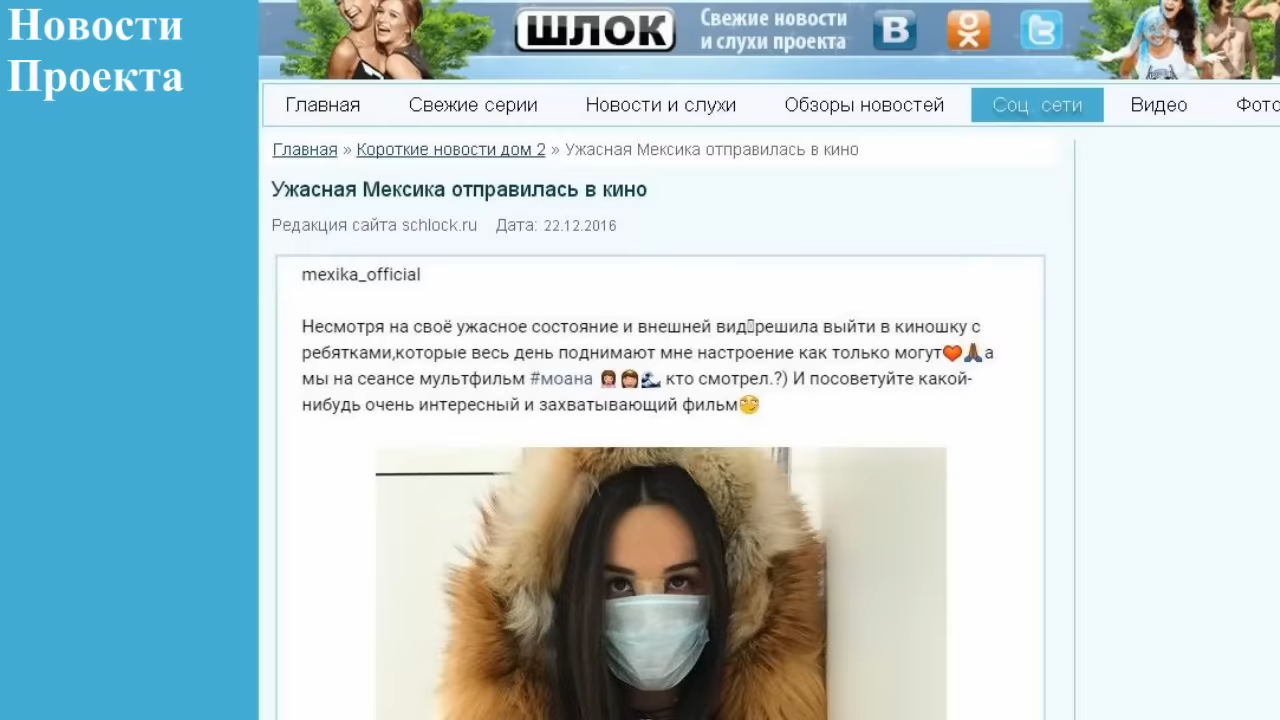 Новости
Проекта
ШЛОК
Свежие новости
и слухи проекта
В
Главная Свежие серии Новости и слухи Обзоры новостей Соц сети Видео Фото
Главная » Короткие новости дом 2 » Ужасная Мексика отправилась в кино
Ужасная Мексика отправилась в кино
Редакция сайта schlock.ru Дата: 22.12.2016
mexika_official
Несмотря на своё ужасное состояние и внешней вид▯решила выйти в киношку с
ребятками,которые весь день поднимают мне настроение как только могут❤️🙏🏾а
мы на сеансе мультфильм #моана 👩🏽👸🏽🌊 кто смотрел.?) И посоветуйте какой-
нибудь очень интересный и захватывающий фильм😏